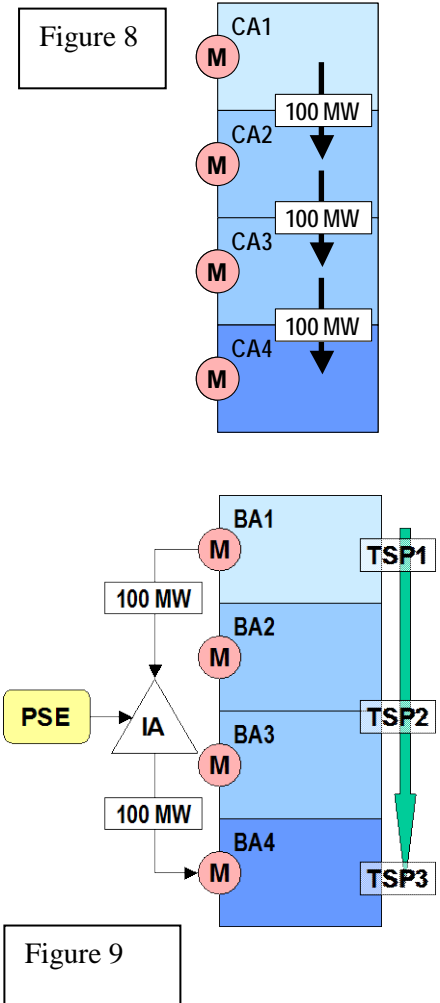 Figure 8
CA1
M
100 MW
CA2
M
100 MW
CA3
M
100 MW
CA4
M
BA1
M
TSP1
100 MW
BA2
M
PSE
IA
TSP2
BA3
M
100 MW
BA4
M
TSP3
Figure 9